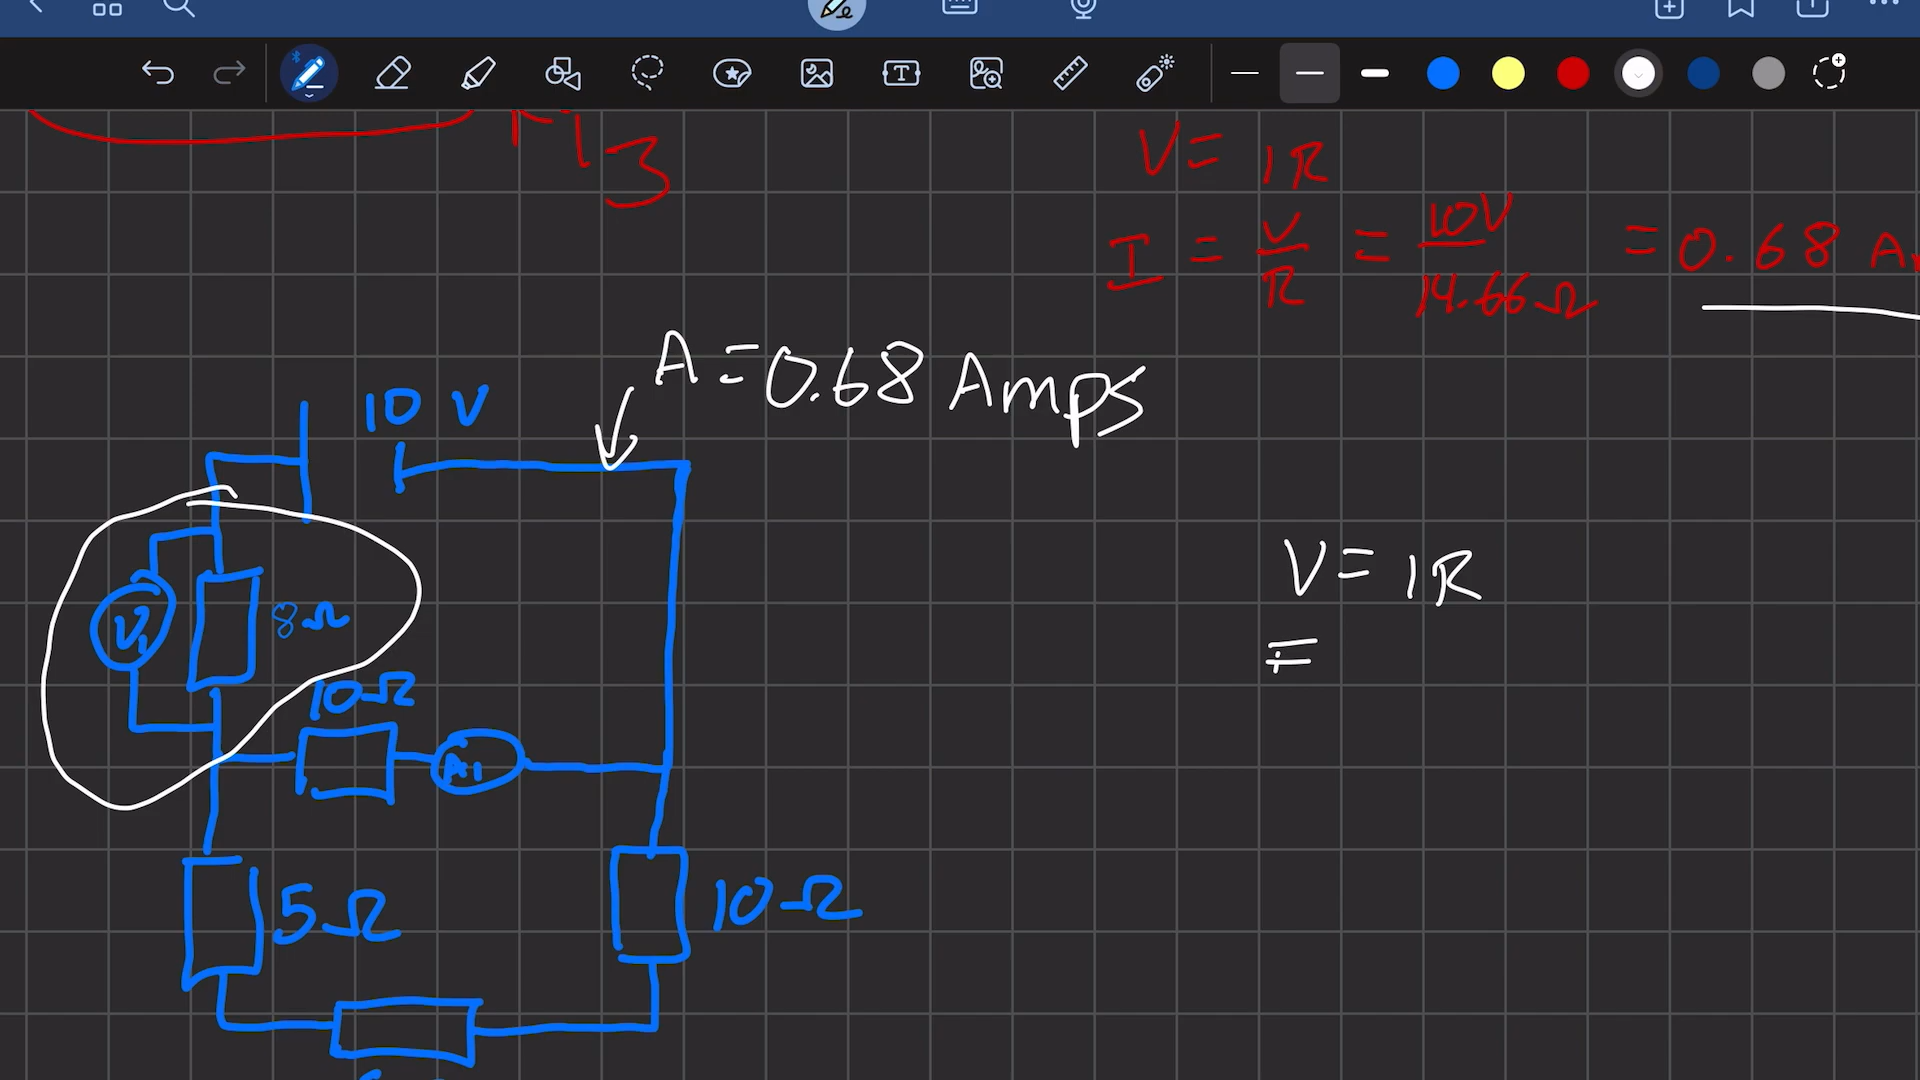 3
V = IR
I = V/R = 10V/14.66Ω = 0.68 A
A = 0.68 Amps
10 V
V = IR
V1
8Ω
=
10Ω
A1
5Ω
10Ω